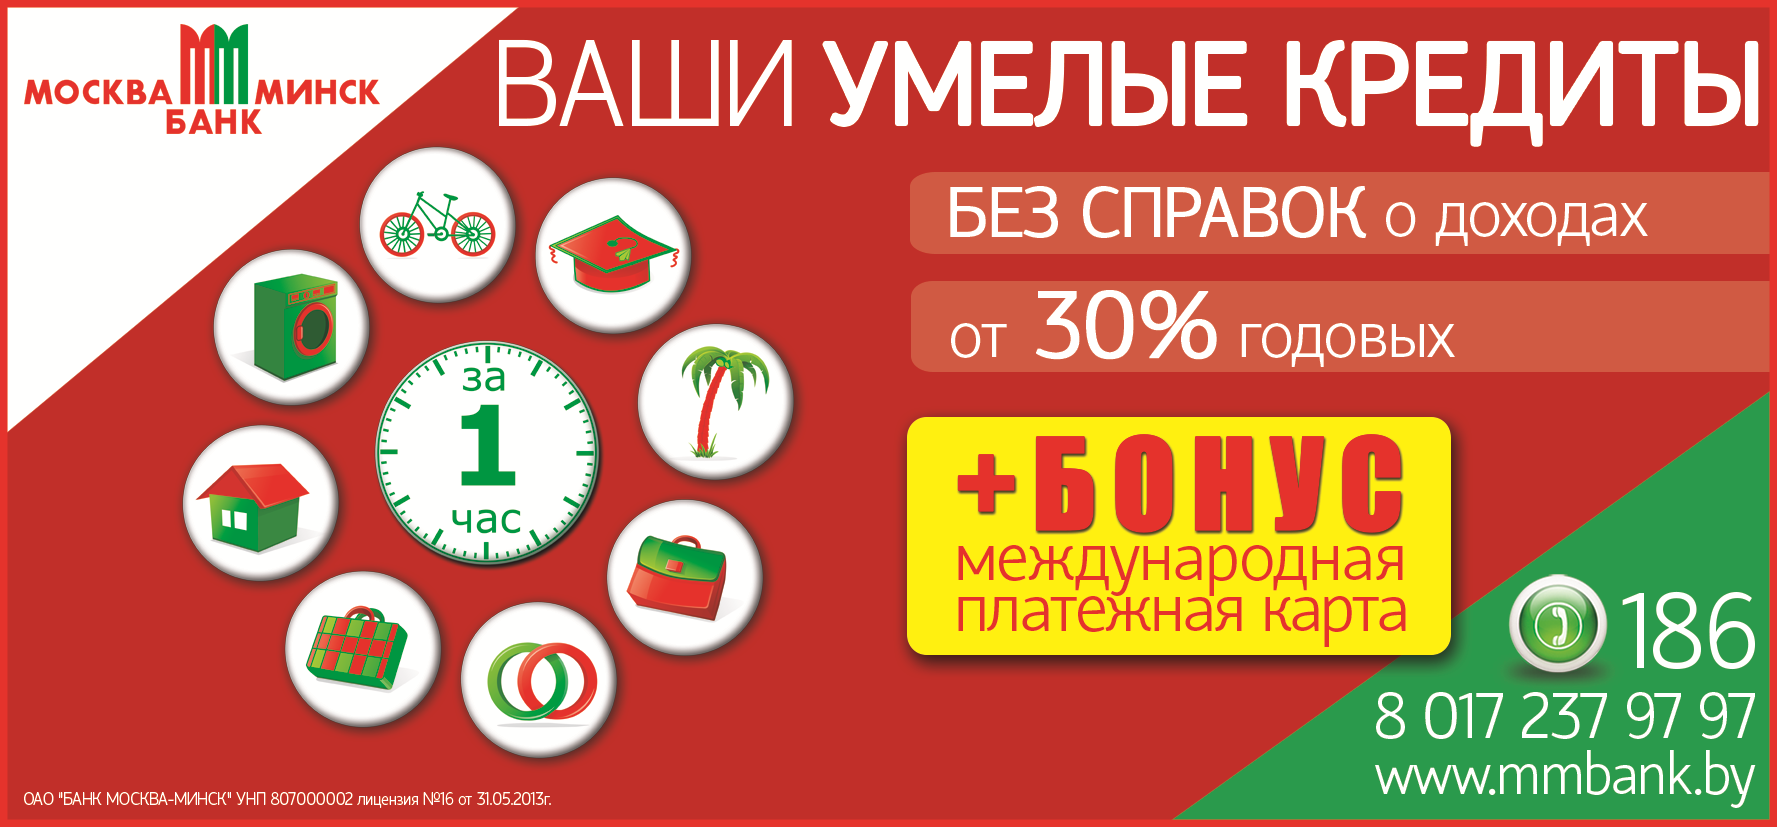 МОСКВА МИНСК
БАНК
ВАШИ УМЕЛЫЕ КРЕДИТЫ
БЕЗ СПРАВОК о доходах
от 30% годовых
за
1
час
+БОНУС
международная
платежная карта
186
8 017 237 97 97
www.mmbank.by
ОАО "БАНК МОСКВА-МИНСК" УНП 807000002 лицензия №16 от 31.05.2013г.